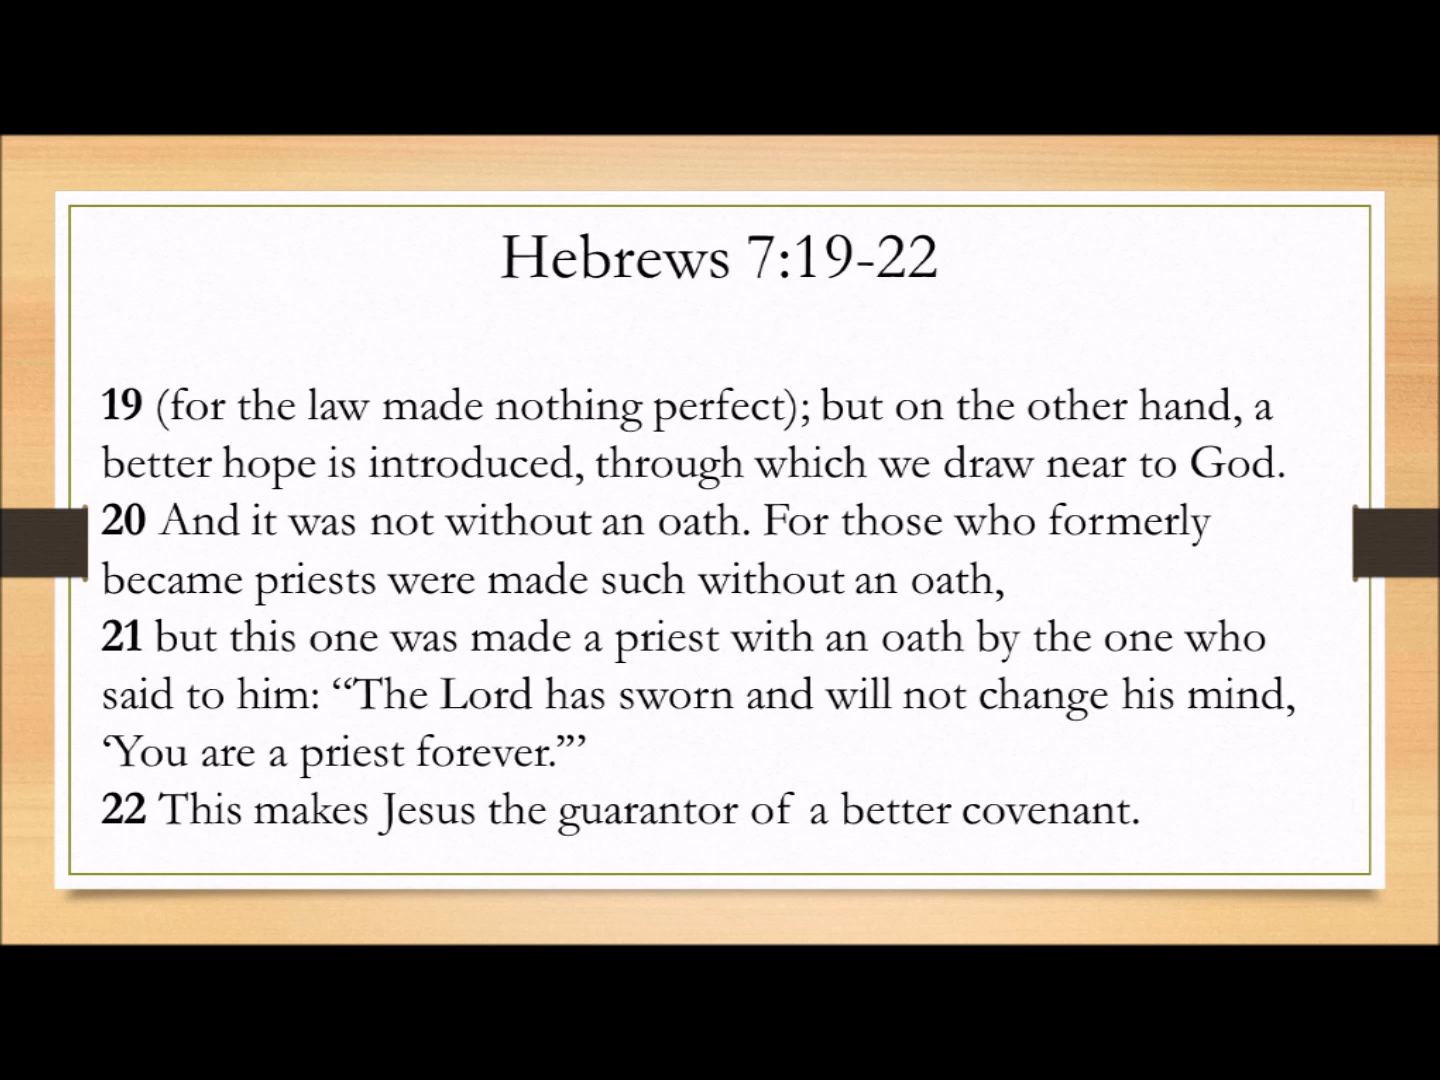 Hebrews 7:19-22
19 (for the law made nothing perfect); but on the other hand, a
better hope is introduced, through which we draw near to God.
20 And it was not without an oath. For those who formerly
became priests were made such without an oath,
21 but this one was made a priest with an oath by the one who
said to him: “The Lord has sworn and will not change his mind,
‘You are a priest forever.”’
22 This makes Jesus the guarantor of a better covenant.